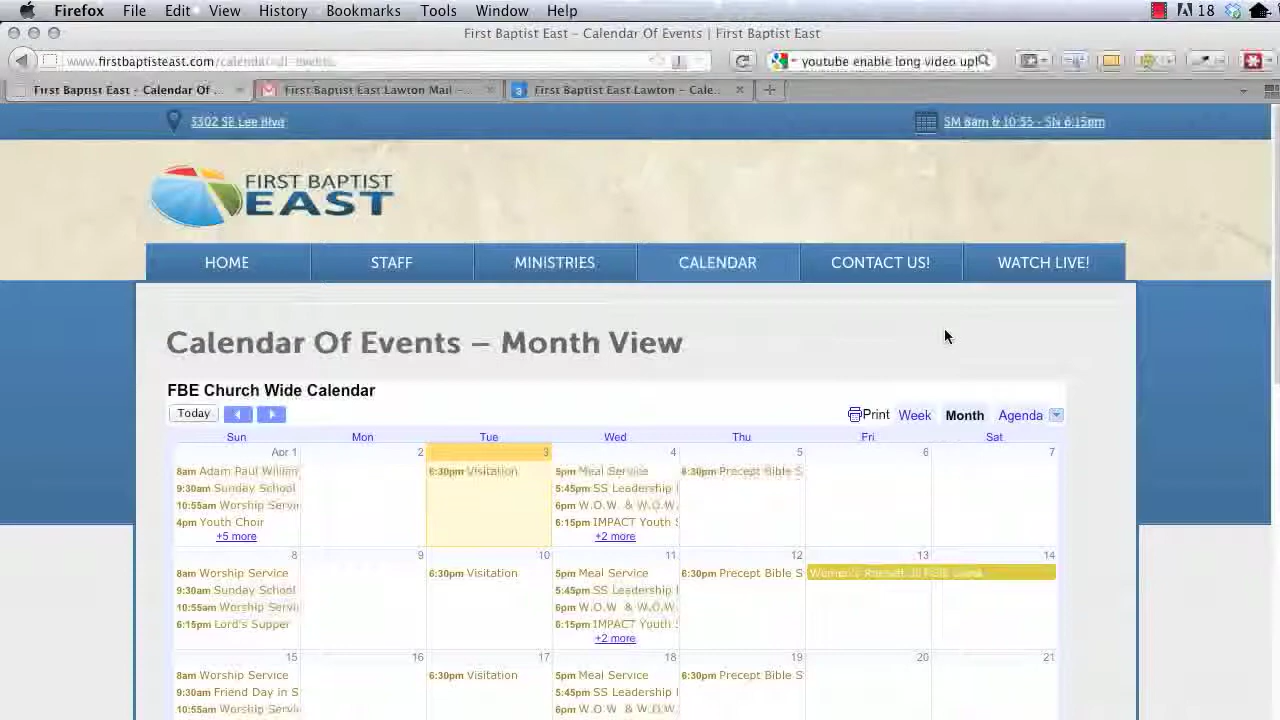 Firefox File Edit View History Bookmarks Tools Window Help 18
First Baptist East – Calendar Of Events | First Baptist East
www.firstbaptisteast.com/calendar-of-events youtube enable long video upl
First Baptist East - Calendar Of ... First Baptist East Lawton Mail – ... First Baptist East Lawton – Cale...
3302 SE Lee Blvd SM 8am & 10:55 - SN 6:15pm
FIRST BAPTIST
EAST
HOME STAFF MINISTRIES CALENDAR CONTACT US! WATCH LIVE!
Calendar Of Events – Month View
FBE Church Wide Calendar
Today Print Week Month Agenda
Sun Mon Tue Wed Thu Fri Sat
Apr 1 2 3 4 5 6 7
8am Adam Paul 6:30pm Visitation 5pm Meal Service 6:30pm Precept Bible S
9:30am Sunday School 5:45pm SS Leadership
10:55am Worship Servi 6pm W.O.W. & W.O.W.
4pm Youth Choir 6:15pm IMPACT Youth S
+5 more +2 more
8 9 10 11 12 13 14
8am Worship Service 6:30pm Visitation 5pm Meal Service 6:30pm Precept Bible S Women's
9:30am Sunday School 5:45pm SS Leadership
10:55am Worship Servi 6pm W.O.W. & W.O.W.
6:15pm Lord's Supper 6:15pm IMPACT Youth S
+2 more
15 16 17 18 19 20 21
8am Worship Service 6:30pm Visitation 5pm Meal Service 6:30pm Precept Bible S
9:30am Friend Day in S 5:45pm SS Leadership
10:55am Worship Servi 6pm W.O.W. & W.O.W.